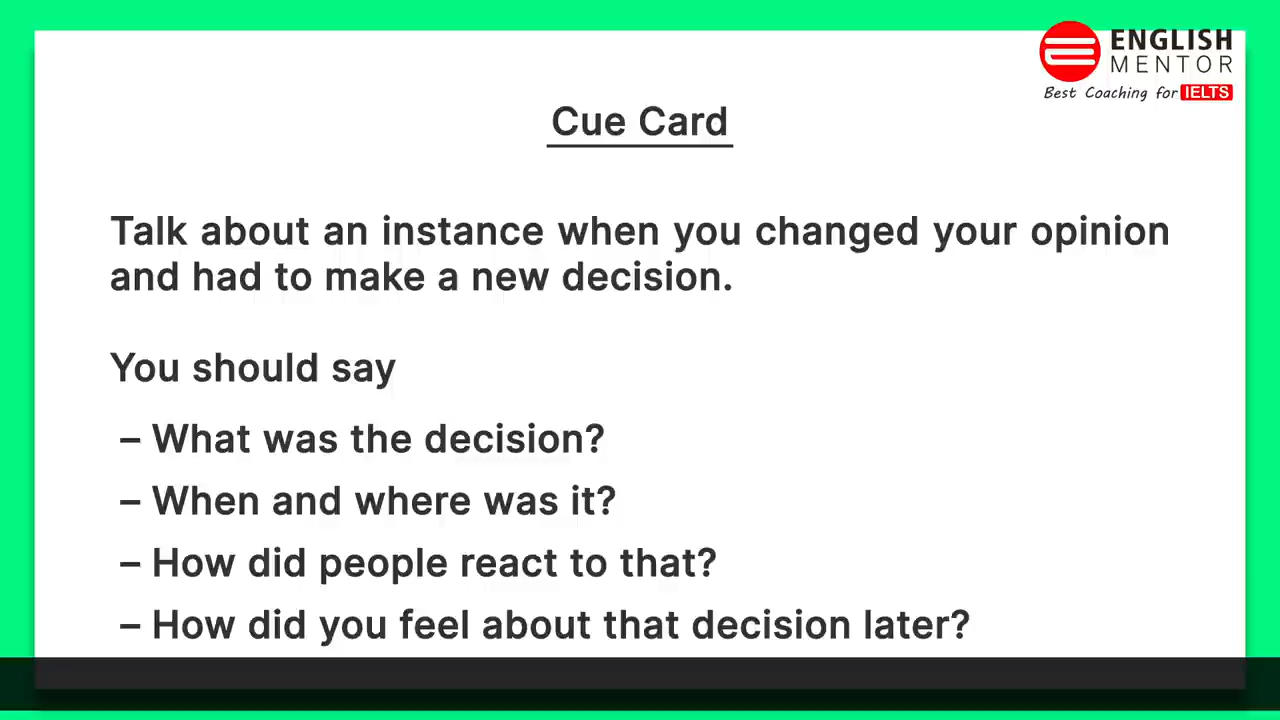 ENGLISH
MENTOR
Best Coaching for IELTS
Cue Card
Talk about an instance when you changed your opinion
and had to make a new decision.
You should say
– What was the decision?
– When and where was it?
– How did people react to that?
– How did you feel about that decision later?